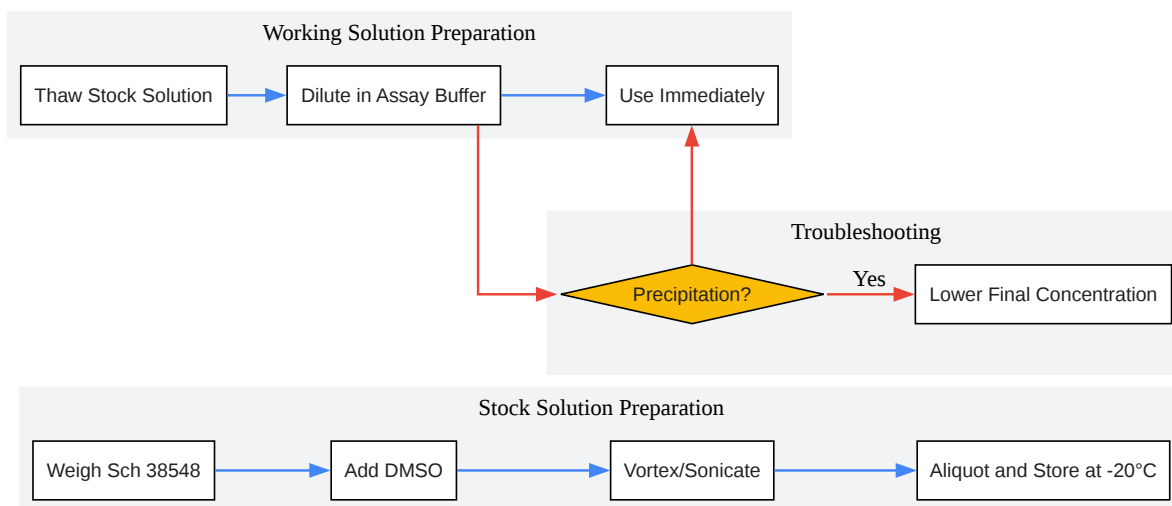 Working Solution Preparation
Thaw Stock Solution
Dilute in Assay Buffer
Use Immediately
Troubleshooting
Precipitation?
Yes
Lower Final Concentration
Stock Solution Preparation
Weigh Sch 38548
Add DMSO
Vortex/Sonicate
Aliquot and Store at -20°C